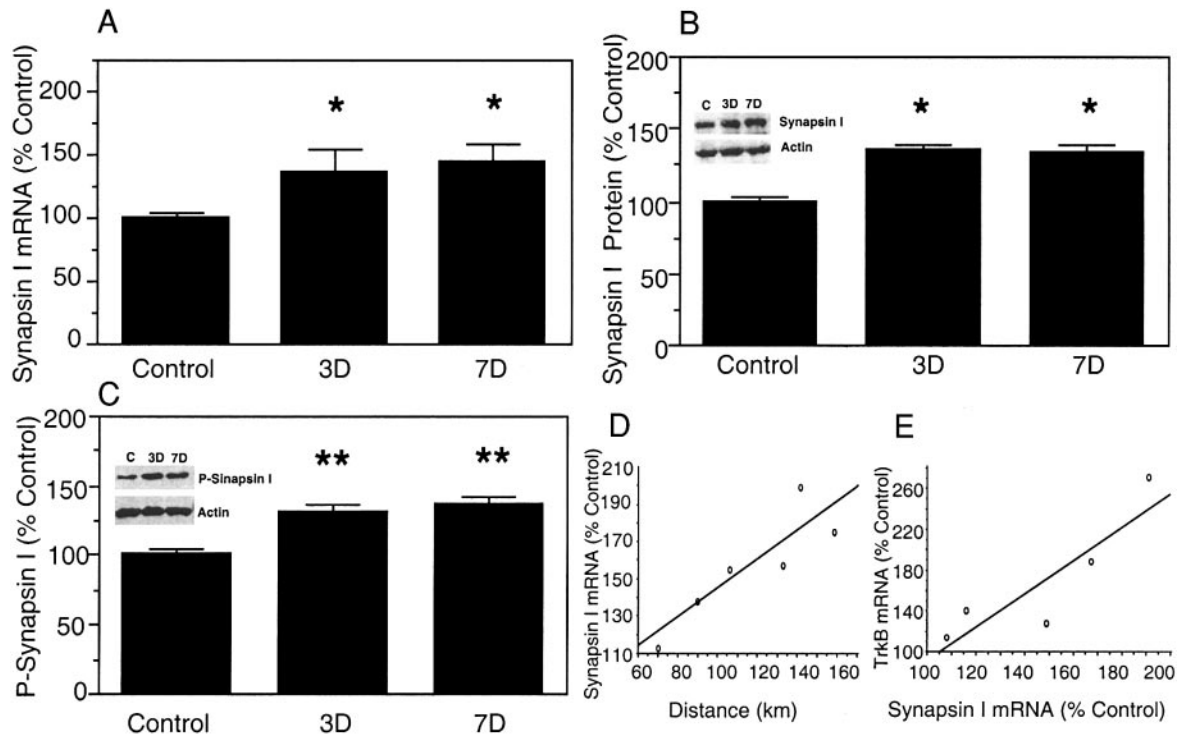 A
Synapsin I mRNA (% Control)
200
150
100
50
0
*
*
Control 3D 7D
B
Synapsin I Protein (% Control)
200
150
100
50
0
C 3D 7D
Synapsin I
Actin
*
*
Control 3D 7D
C
P-Synapsin I (% Control)
200
150
100
50
0
C 3D 7D
P-Sinapsin I
Actin
**
**
Control 3D 7D
D
Synapsin I mRNA (% Control)
210
190
170
150
130
110
60 80 100 120 140 160
Distance (km)
E
TrkB mRNA (% Control)
260
220
180
140
100
100 120 140 160 180 200
Synapsin I mRNA (% Control)